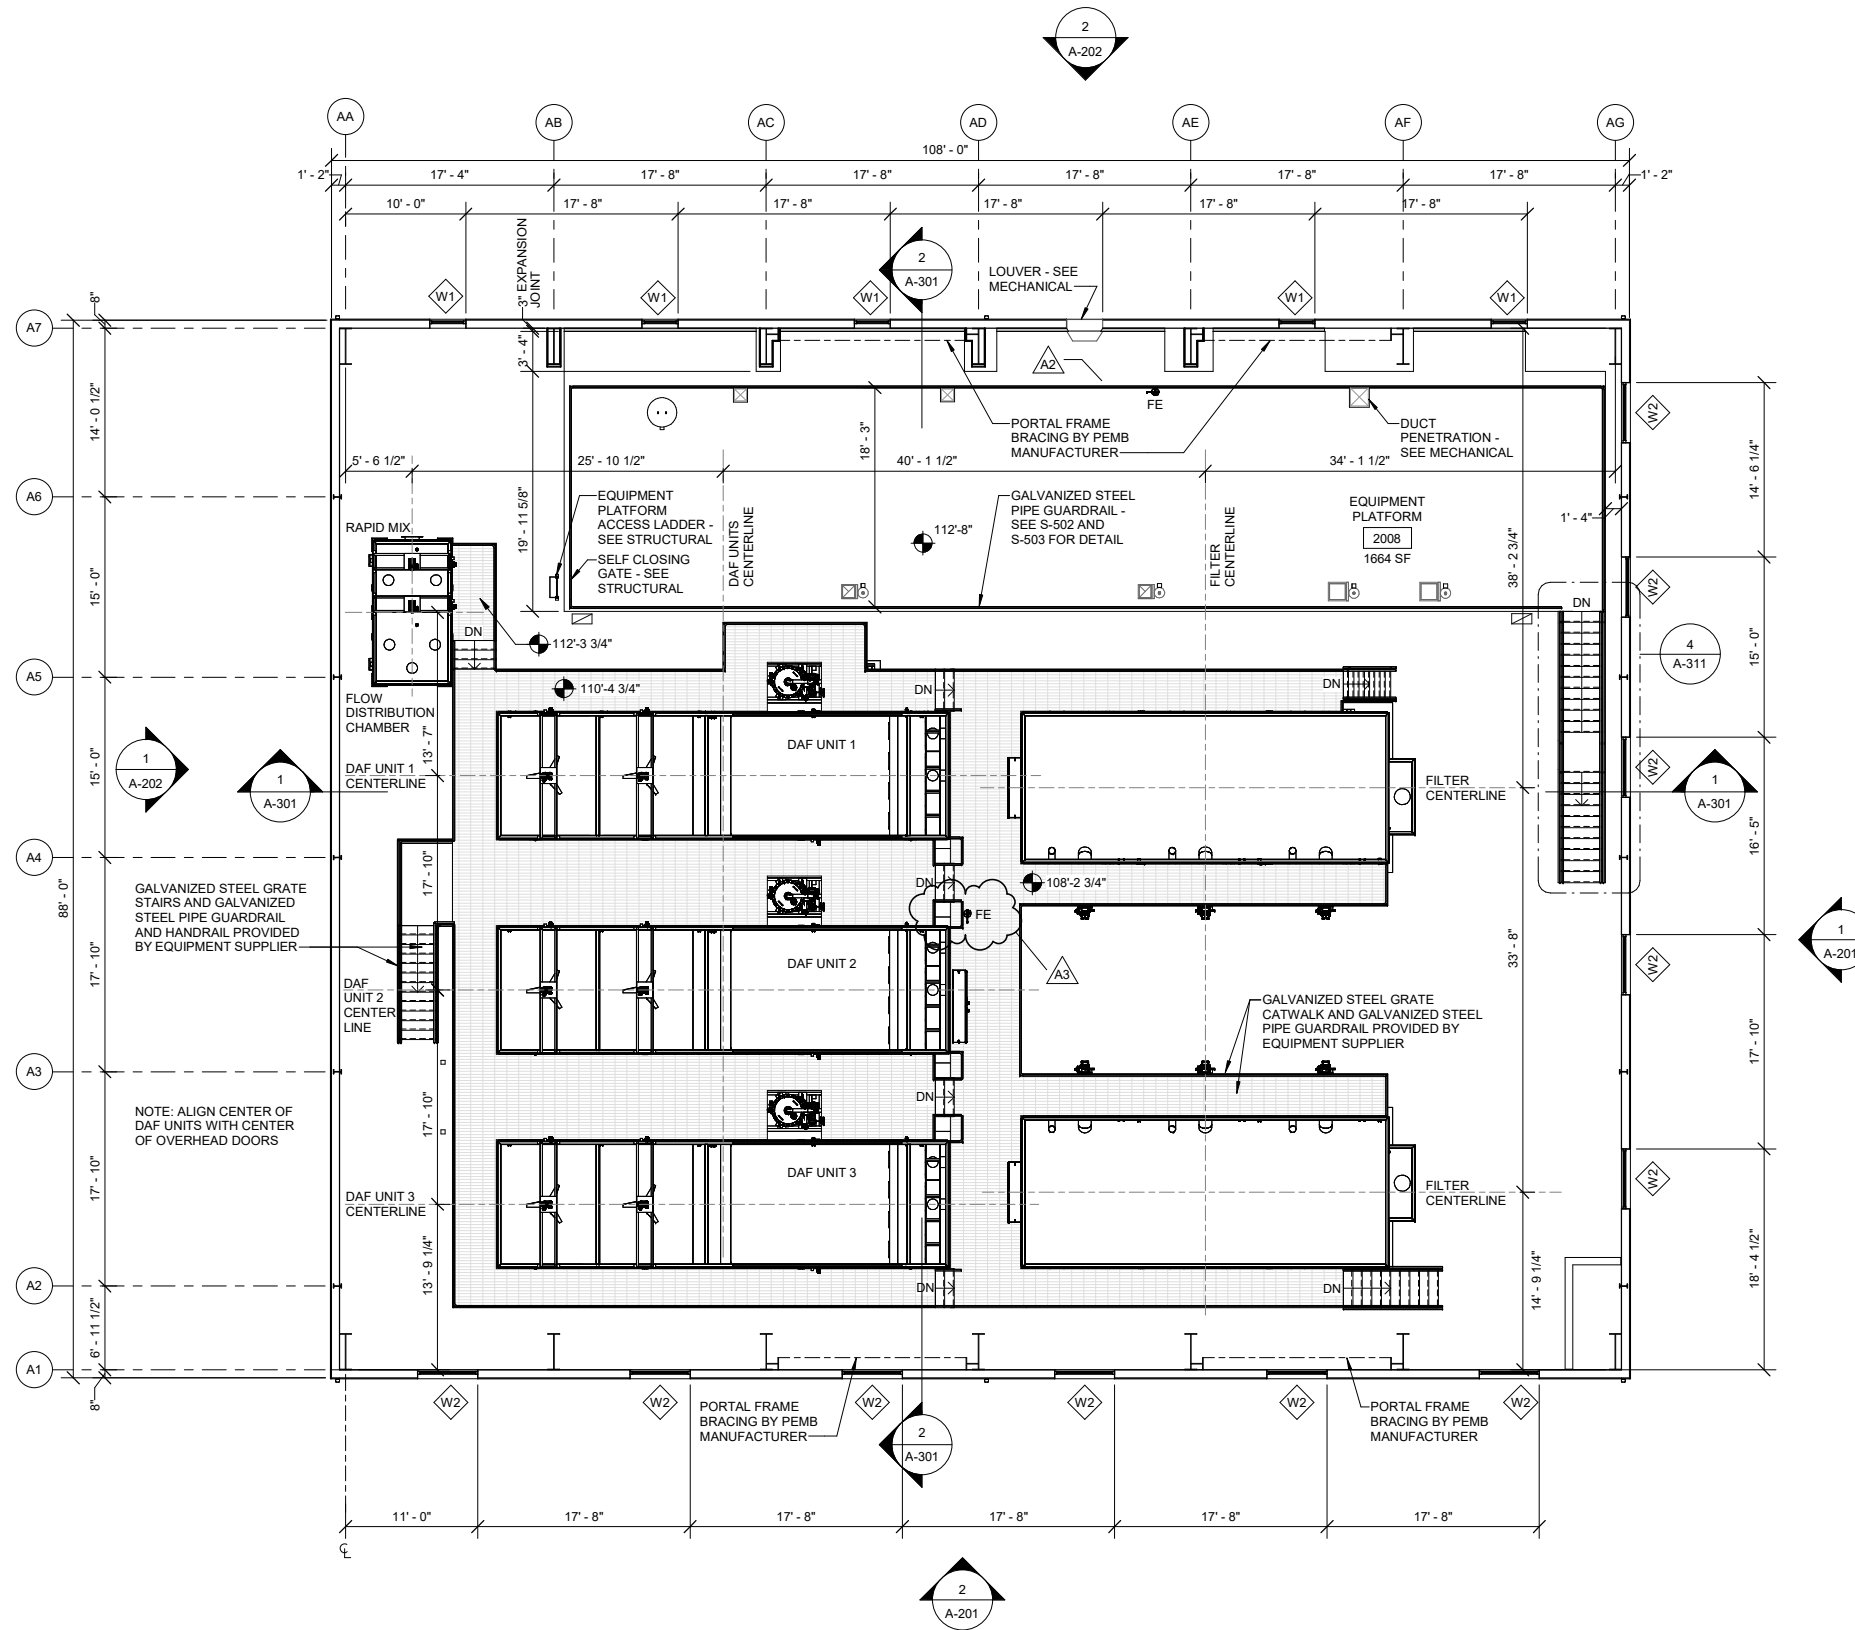 2
A-202
AA
AB
AC
AD
AE
AF
AG
108' - 0"
1' - 2"
17' - 4"
17' - 8"
17' - 8"
17' - 8"
17' - 8"
17' - 8"
1' - 2"
10' - 0"
17' - 8"
17' - 8"
17' - 8"
17' - 8"
17' - 8"
3" EXPANSION
JOINT
2
A-301
LOUVER - SEE
MECHANICAL
W1
W1
W1
W1
W1
A7
8"
3' - 4"
A2
FE
W2
14' - 0 1/2"
18' - 3"
PORTAL FRAME
BRACING BY PEMB
MANUFACTURER
DUCT
PENETRATION -
SEE MECHANICAL
14' - 6 1/4"
5' - 6 1/2"
25' - 10 1/2"
40' - 1 1/2"
34' - 1 1/2"
A6
EQUIPMENT
PLATFORM
ACCESS LADDER -
SEE STRUCTURAL
SELF CLOSING
GATE - SEE
STRUCTURAL
GALVANIZED STEEL
PIPE GUARDRAIL -
SEE S-502 AND
S-503 FOR DETAIL
EQUIPMENT
PLATFORM
2008
1664 SF
1' - 4"
RAPID MIX
19' - 11 5/8"
DAF UNITS
CENTERLINE
112'-8"
FILTER
CENTERLINE
38' - 2 3/4"
15' - 0"
W2
DN
DN
112'-3 3/4"
4
A-311
15' - 0"
A5
110'-4 3/4"
DN
DN
FLOW
DISTRIBUTION
CHAMBER
13' - 7"
DAF UNIT 1
1
A-202
15' - 0"
1
A-301
DAF UNIT 1
CENTERLINE
FILTER
CENTERLINE
W2
1
A-301
16' - 5"
A4
88' - 0"
17' - 10"
DN
108'-2 3/4"
GALVANIZED STEEL GRATE
STAIRS AND GALVANIZED
STEEL PIPE GUARDRAIL
AND HANDRAIL PROVIDED
BY EQUIPMENT SUPPLIER
FE
1
A-201
17' - 10"
DAF UNIT 2
A3
33' - 8"
W2
DAF
UNIT 2
CENTER
LINE
GALVANIZED STEEL GRATE
CATWALK AND GALVANIZED STEEL
PIPE GUARDRAIL PROVIDED BY
EQUIPMENT SUPPLIER
17' - 10"
A3
DN
NOTE: ALIGN CENTER OF
DAF UNITS WITH CENTER
OF OVERHEAD DOORS
17' - 10"
17' - 10"
DAF UNIT 3
W2
DAF UNIT 3
CENTERLINE
FILTER
CENTERLINE
13' - 9 1/4"
14' - 9 1/4"
18' - 4 1/2"
A2
DN
DN
6' - 11 1/2"
A1
8"
W2
W2
W2
W2
W2
W2
PORTAL FRAME
BRACING BY PEMB
MANUFACTURER
2
A-301
PORTAL FRAME
BRACING BY PEMB
MANUFACTURER
11' - 0"
17' - 8"
17' - 8"
17' - 8"
17' - 8"
17' - 8"
CL
2
A-201